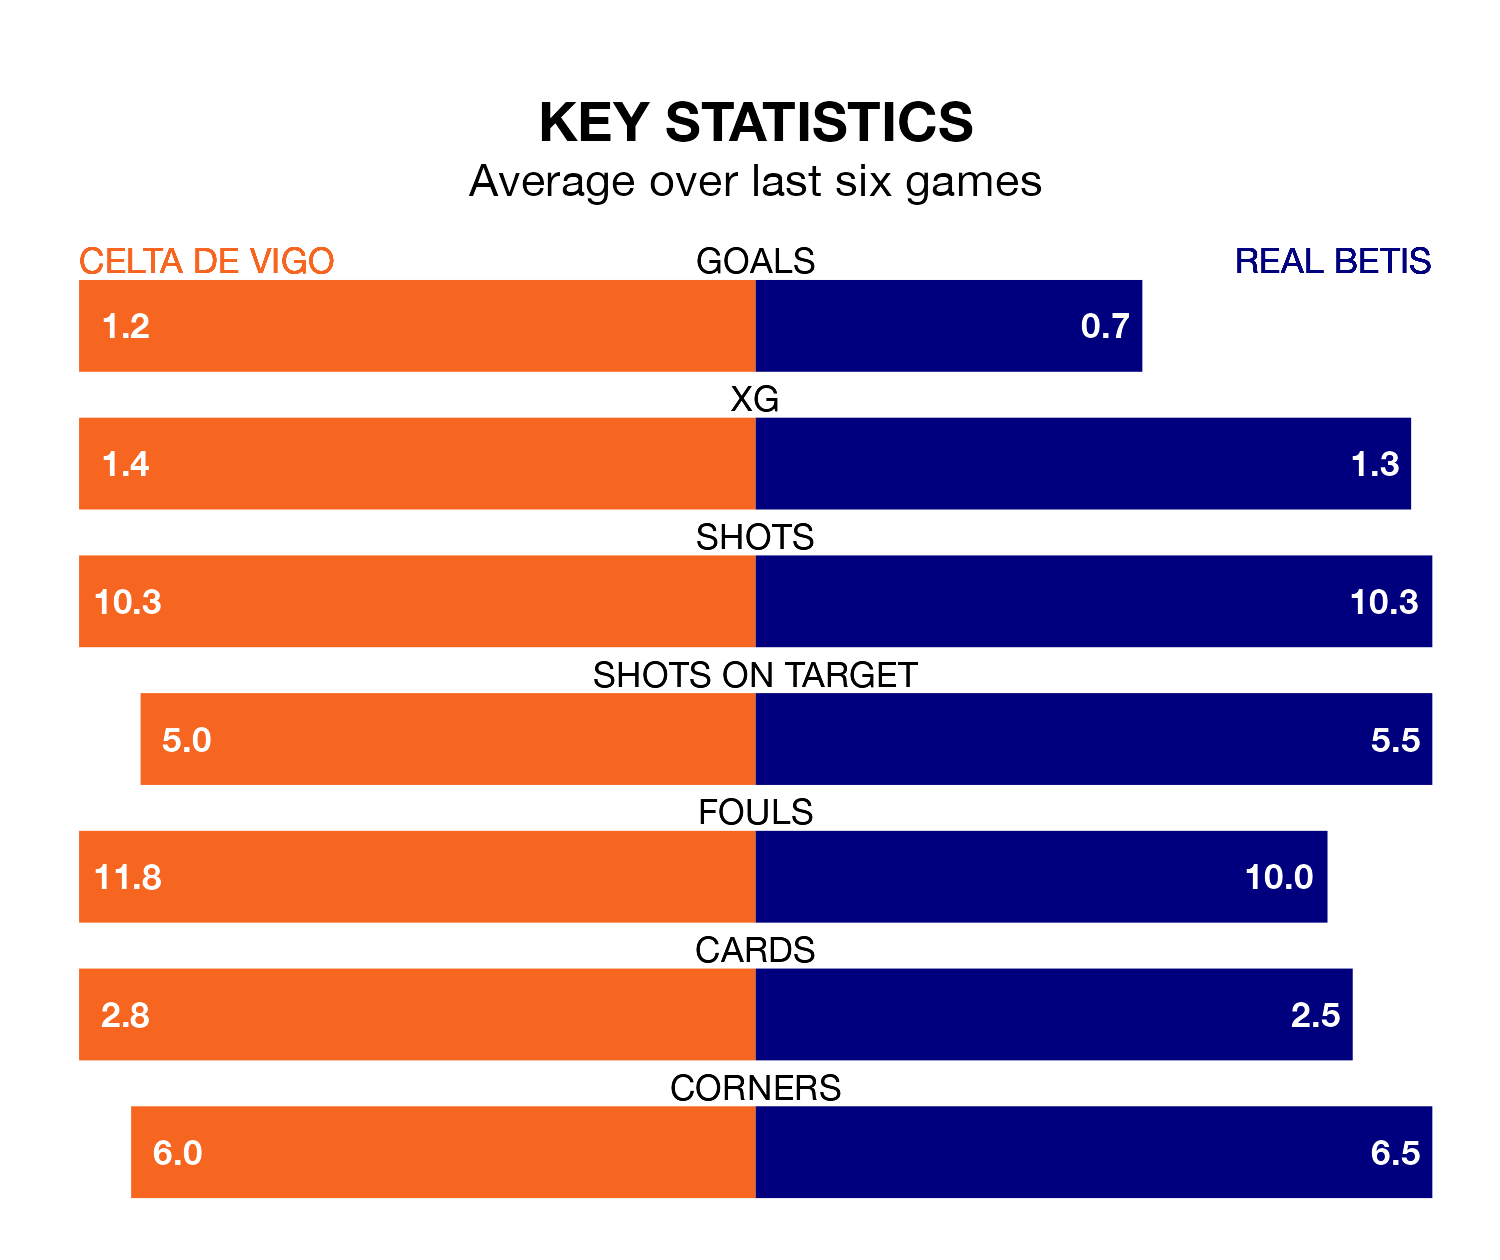 KEY STATISTICS
Average over last six games
CELTA DE VIGO GOALS REAL BETIS
1.2 0.7
XG
1.4 1.3
SHOTS
10.3 10.3
SHOTS ON TARGET
5.0 5.5
FOULS
11.8 10.0
CARDS
2.8 2.5
CORNERS
6.0 6.5